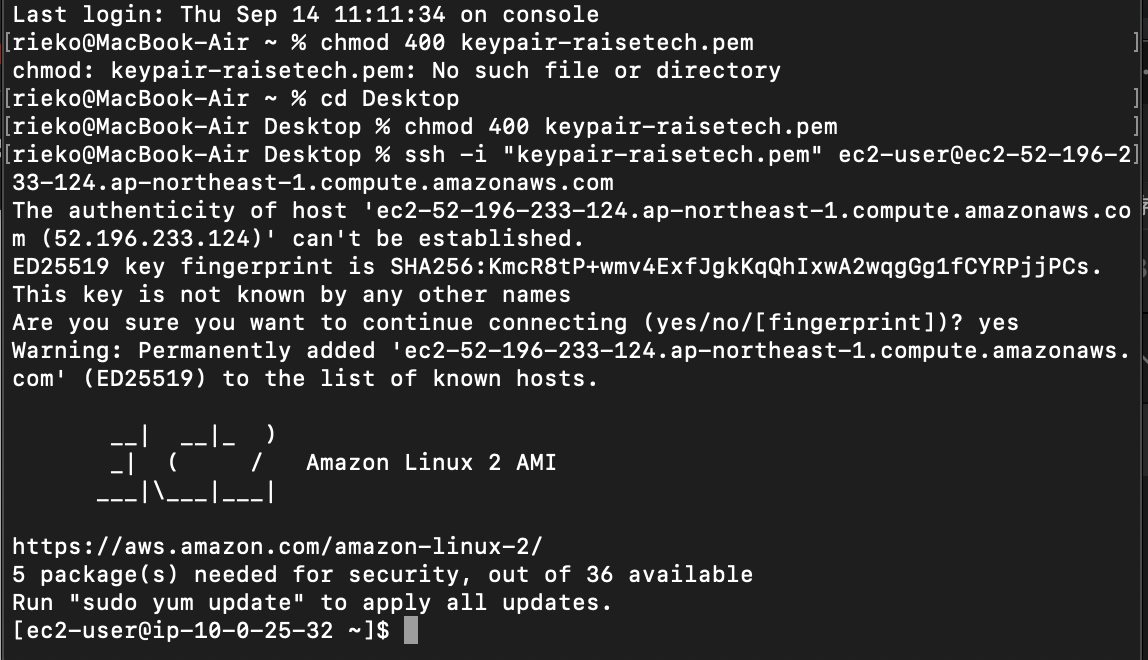 Last login: Thu Sep 14 11:11:34 on console
[rieko@MacBook-Air ~ % chmod 400 keypair-raisetech.pem ]
chmod: keypair-raisetech.pem: No such file or directory
[rieko@MacBook-Air ~ % cd Desktop ]
[rieko@MacBook-Air Desktop % chmod 400 keypair-raisetech.pem ]
[rieko@MacBook-Air Desktop % ssh -i "keypair-raisetech.pem" ec2-user@ec2-52-196-2]
33-124.ap-northeast-1.compute.amazonaws.com
The authenticity of host 'ec2-52-196-233-124.ap-northeast-1.compute.amazonaws.co
m (52.196.233.124)' can't be established.
ED25519 key fingerprint is SHA256:KmcR8tP+wmv4ExfJgkKqQhIxwA2wqgGg1fCYRPjjPCs.
This key is not known by any other names
Are you sure you want to continue connecting (yes/no/[fingerprint])? yes
Warning: Permanently added 'ec2-52-196-233-124.ap-northeast-1.compute.amazonaws.
com' (ED25519) to the list of known hosts.
       __|  __|_  )
       _|  (     /   Amazon Linux 2 AMI
      ___|\___|___|
https://aws.amazon.com/amazon-linux-2/
5 package(s) needed for security, out of 36 available
Run "sudo yum update" to apply all updates.
[ec2-user@ip-10-0-25-32 ~]$